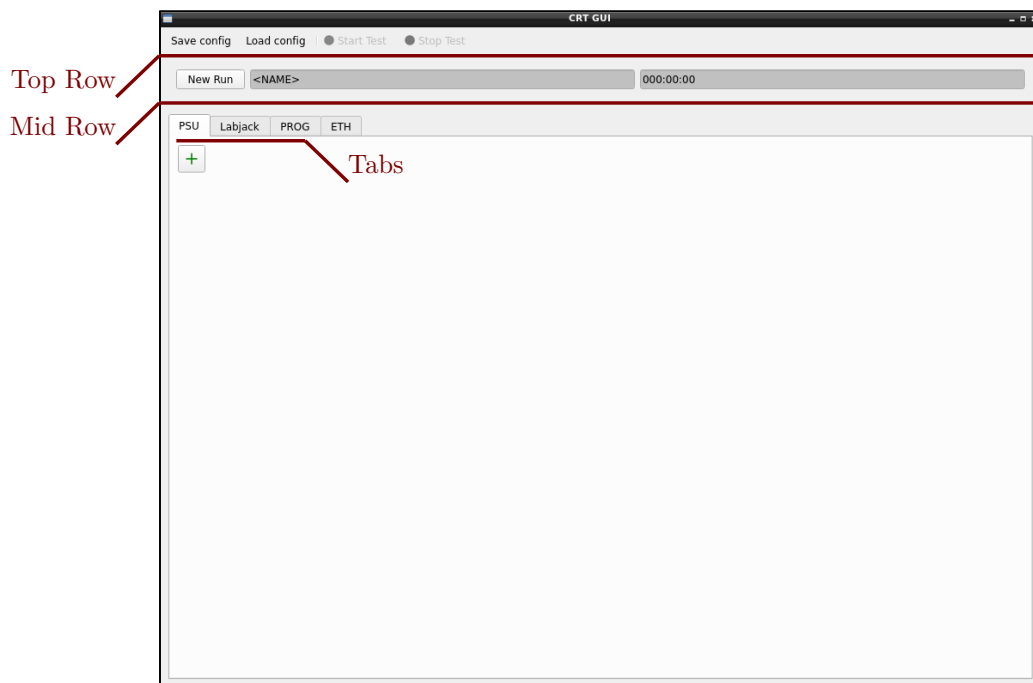 CRT GUI
Save config Load config Start Test Stop Test
Top Row
New Run <NAME> 000:00:00
Mid Row
PSU Labjack PROG ETH
+
Tabs